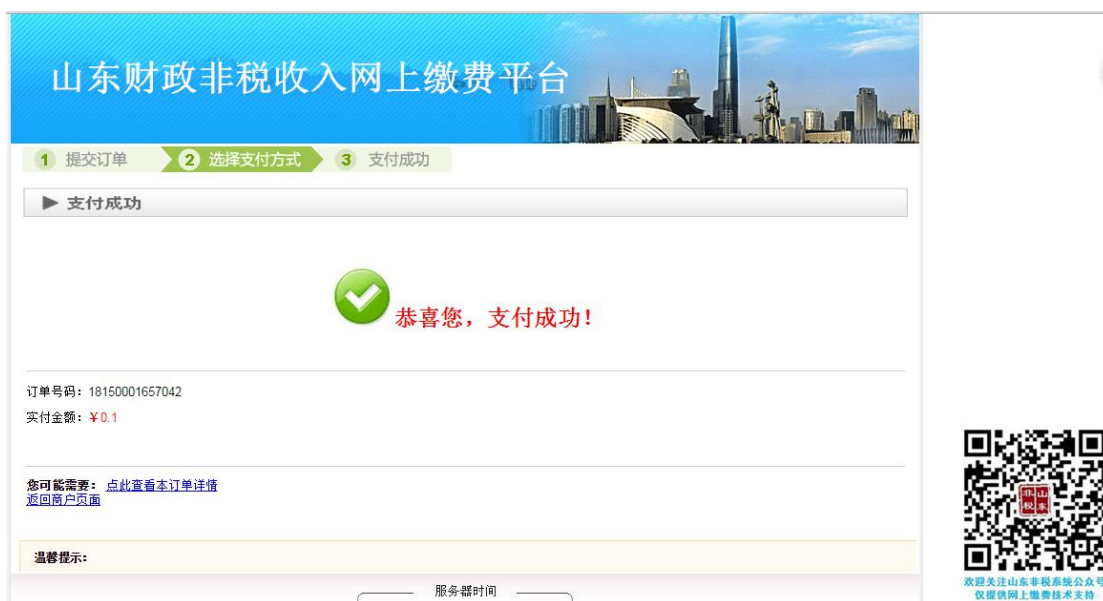 山东财政非税收入网上缴费平台
1 提交订单 2 选择支付方式 3 支付成功
支付成功
恭喜您，支付成功！
订单号码：18150001657042
实付金额：￥0.1
您可能需要：点此查看本订单详情
返回商户页面
温馨提示：
服务器时间
非 山
税 东
欢迎关注山东非税系统公众号
仅提供网上缴费技术支持